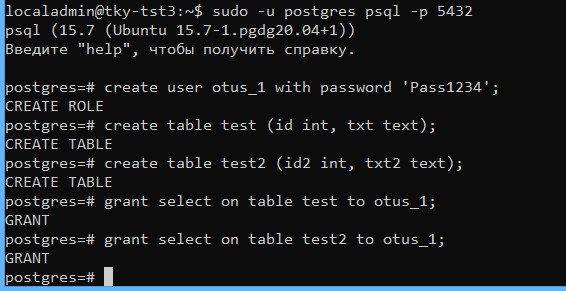 localadmin@tky-tst3:~$ sudo -u postgres psql -p 5432
psql (15.7 (Ubuntu 15.7-1.pgdg20.04+1))
Введите "help", чтобы получить справку.
postgres=# create user otus_1 with password 'Pass1234';
CREATE ROLE
postgres=# create table test (id int, txt text);
CREATE TABLE
postgres=# create table test2 (id2 int, txt2 text);
CREATE TABLE
postgres=# grant select on table test to otus_1;
GRANT
postgres=# grant select on table test2 to otus_1;
GRANT
postgres=#